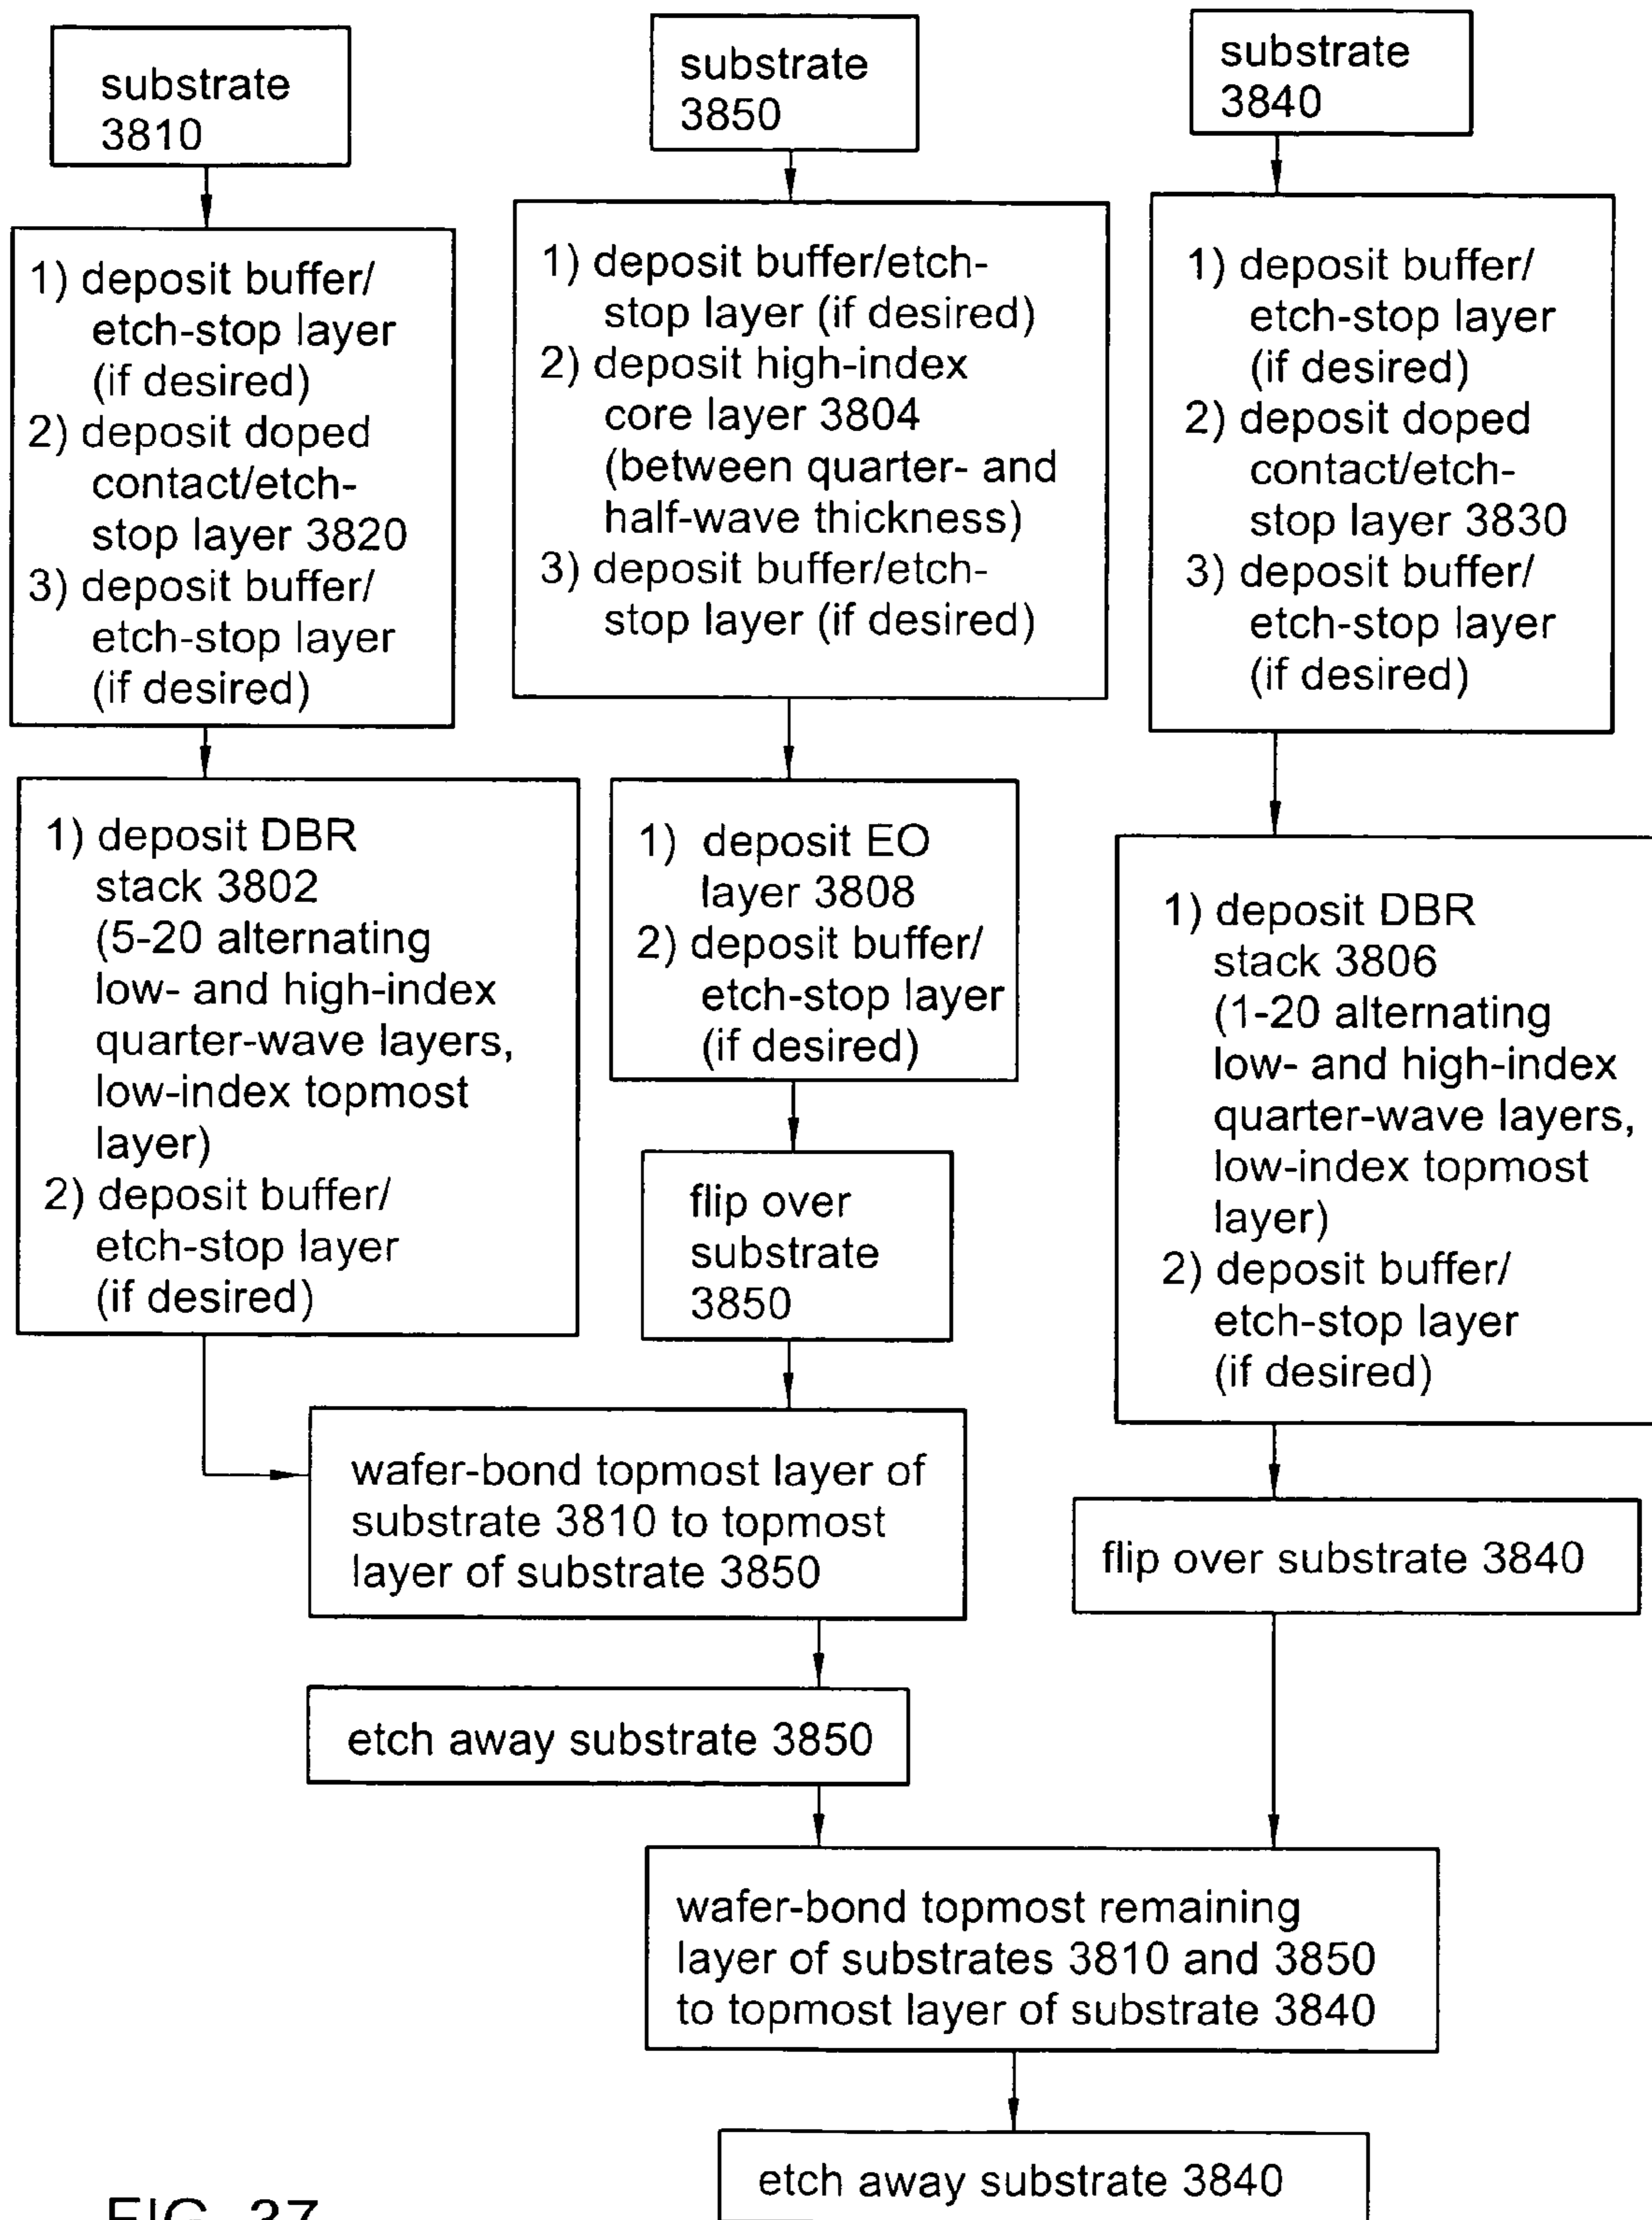 substrate
3810
substrate
3850
substrate
3840
1) deposit buffer/
etch-stop layer
(if desired)
2) deposit doped
contact/etch-
stop layer 3820
3) deposit buffer/
etch-stop layer
(if desired)
1) deposit buffer/etch-
stop layer (if desired)
2) deposit high-index
core layer 3804
(between quarter- and
half-wave thickness)
3) deposit buffer/etch-
stop layer (if desired)
1) deposit buffer/
etch-stop layer
(if desired)
2) deposit doped
contact/etch-
stop layer 3830
3) deposit buffer/
etch-stop layer
(if desired)
1) deposit DBR
stack 3802
(5-20 alternating
low- and high-index
quarter-wave layers,
low-index topmost
layer)
2) deposit buffer/
etch-stop layer
(if desired)
1) deposit EO
layer 3808
2) deposit buffer/
etch-stop layer
(if desired)
1) deposit DBR
stack 3806
(1-20 alternating
low- and high-index
quarter-wave layers,
low-index topmost
layer)
2) deposit buffer/
etch-stop layer
(if desired)
flip over
substrate
3850
wafer-bond topmost layer of
substrate 3810 to topmost
layer of substrate 3850
flip over substrate 3840
etch away substrate 3850
wafer-bond topmost remaining
layer of substrates 3810 and 3850
to topmost layer of substrate 3840
etch away substrate 3840
FIG. 37